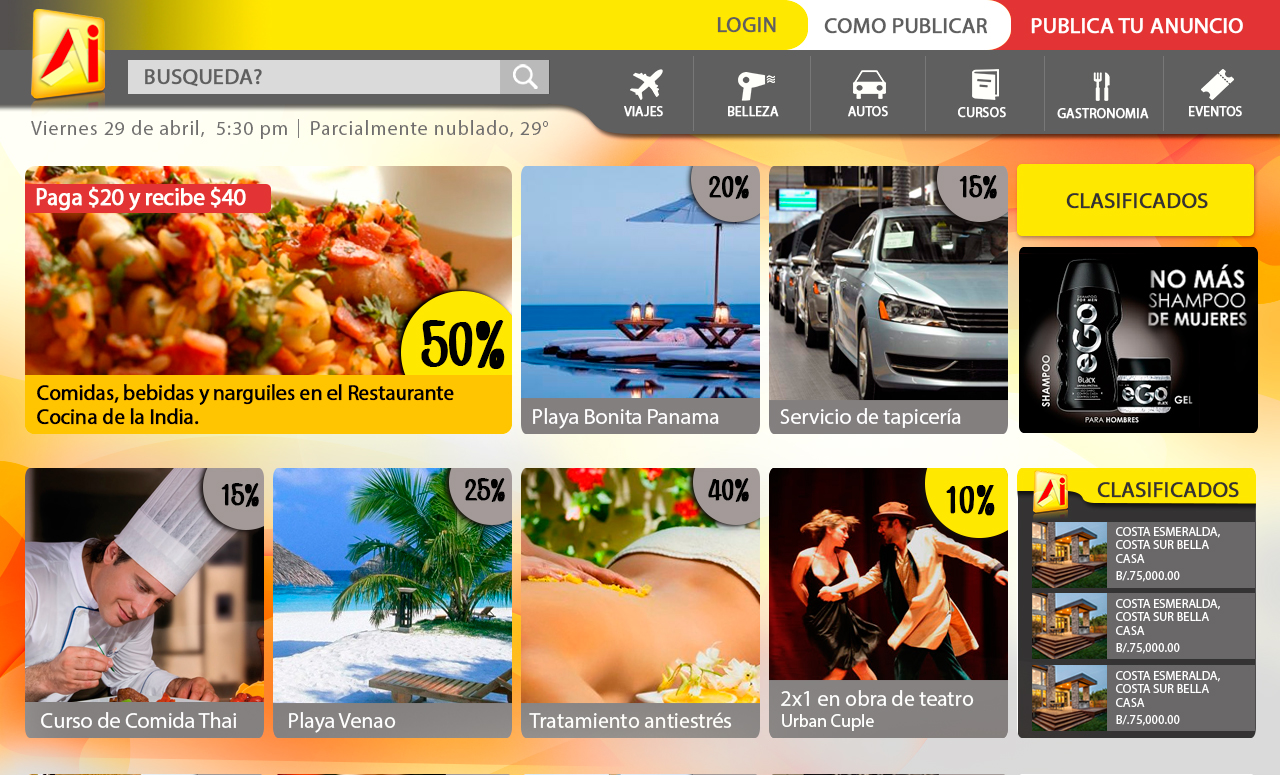 LOGIN
COMO PUBLICAR
PUBLICA TU ANUNCIO
Ai
BUSQUEDA?
VIAJES
BELLEZA
AUTOS
CURSOS
GASTRONOMIA
EVENTOS
Viernes 29 de abril, 5:30 pm | Parcialmente nublado, 29°
Paga $20 y recibe $40
50%
Comidas, bebidas y narguiles en el Restaurante
Cocina de la India.
20%
Playa Bonita Panama
15%
Servicio de tapicería
CLASIFICADOS
NO MÁS
SHAMPOO
DE MUJERES
SHAMPOO
FOR MEN
eGo
BLACK
SHAMPOO
eGo
GEL
PARA HOMBRES
15%
Curso de Comida Thai
25%
Playa Venao
40%
Tratamiento antiestrés
10%
2x1 en obra de teatro
Urban Cuple
Ai
CLASIFICADOS
COSTA ESMERALDA,
COSTA SUR BELLA
CASA
B/.75,000.00
COSTA ESMERALDA,
COSTA SUR BELLA
CASA
B/.75,000.00
COSTA ESMERALDA,
COSTA SUR BELLA
CASA
B/.75,000.00